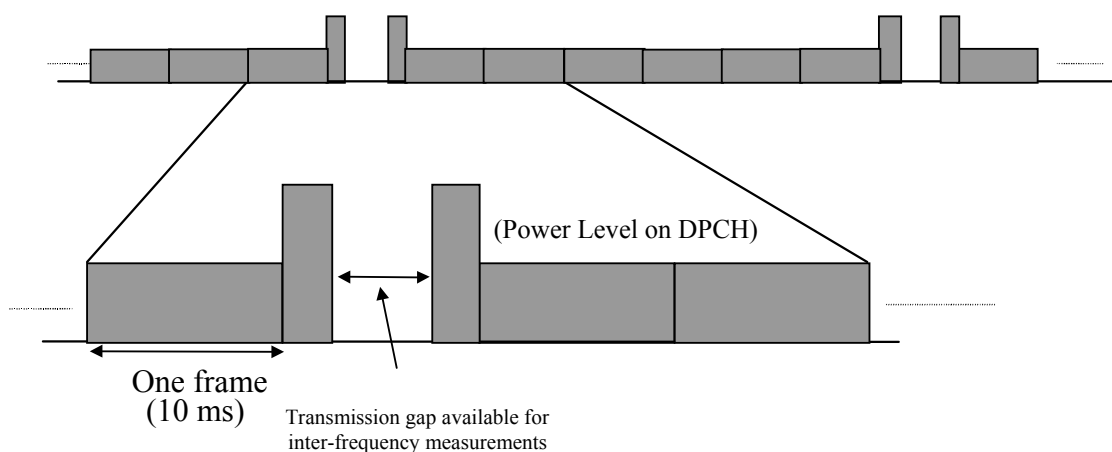 (Power Level on DPCH)
One frame
(10 ms)
Transmission gap available for
inter-frequency measurements